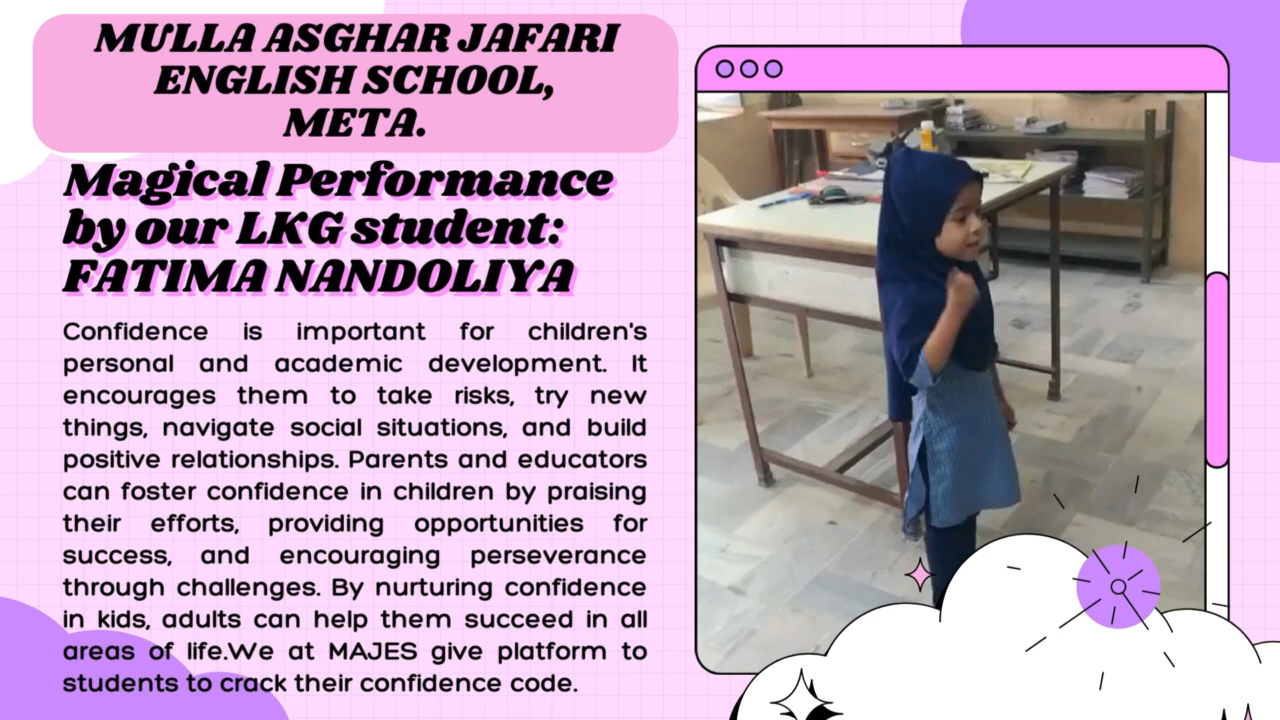 MULLA ASGHAR JAFARI
ENGLISH SCHOOL,
META.
Magical Performance
by our LKG student:
FATIMA NANDOLIYA
Confidence is important for children's
personal and academic development. It
encourages them to take risks, try new
things, navigate social situations, and build
positive relationships. Parents and educators
can foster confidence in children by praising
their efforts, providing opportunities for
success, and encouraging perseverance
through challenges. By nurturing confidence
in kids, adults can help them succeed in all
areas of life.We at MAJES give platform to
students to crack their confidence code.